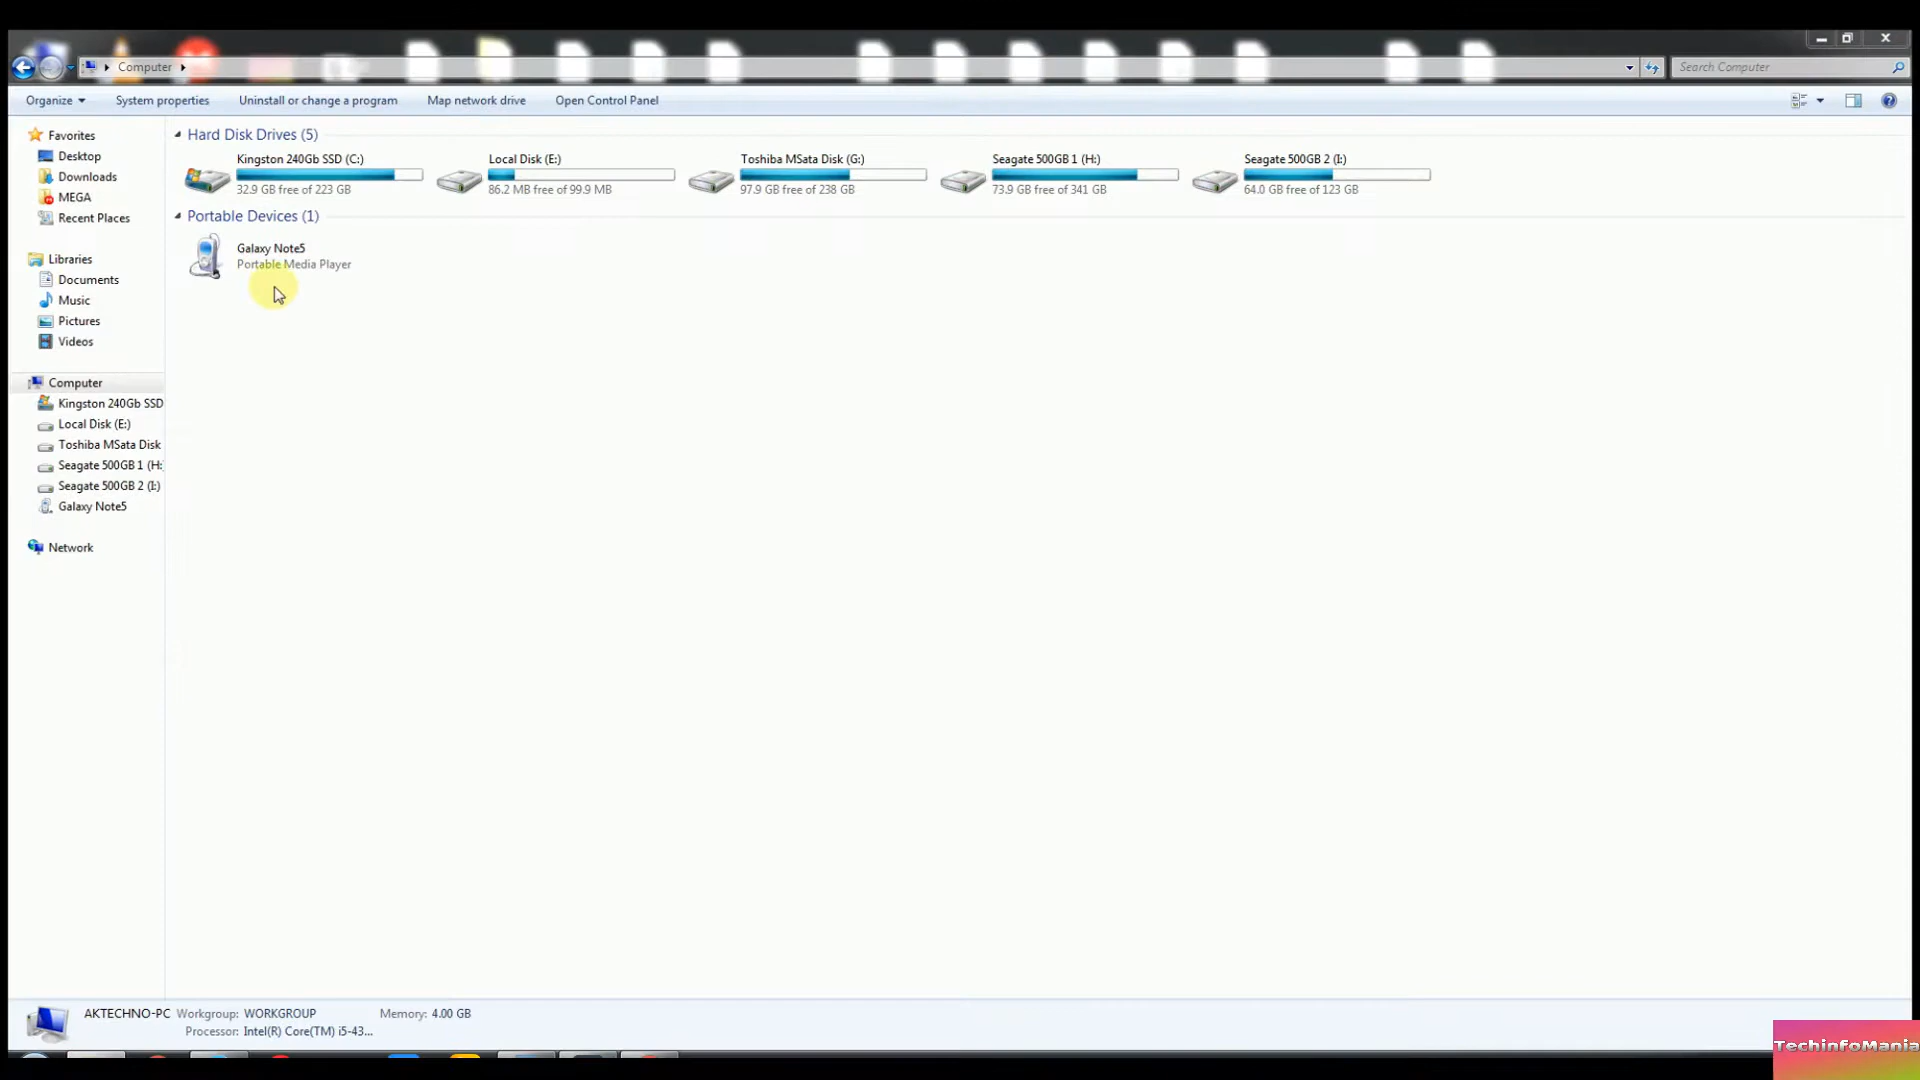 Computer
Search Computer
Organize
System properties
Uninstall or change a program
Map network drive
Open Control Panel
Favorites
Desktop
Downloads
MEGA
Recent Places
Libraries
Documents
Music
Pictures
Videos
Computer
Kingston 240Gb SSD
Local Disk (E:)
Toshiba MSata Disk
Seagate 500GB 1 (H:
Seagate 500GB 2 (I:)
Galaxy Note5
Network
Hard Disk Drives (5)
Kingston 240Gb SSD (C:)
32.9 GB free of 223 GB
Local Disk (E:)
86.2 MB free of 99.9 MB
Toshiba MSata Disk (G:)
97.9 GB free of 238 GB
Seagate 500GB 1 (H:)
73.9 GB free of 341 GB
Seagate 500GB 2 (I:)
64.0 GB free of 123 GB
Portable Devices (1)
Galaxy Note5
Portable Media Player
AKTECHNO-PC Workgroup: WORKGROUP Memory: 4.00 GB
Processor: Intel(R) Core(TM) i5-43...
TechinfoMania